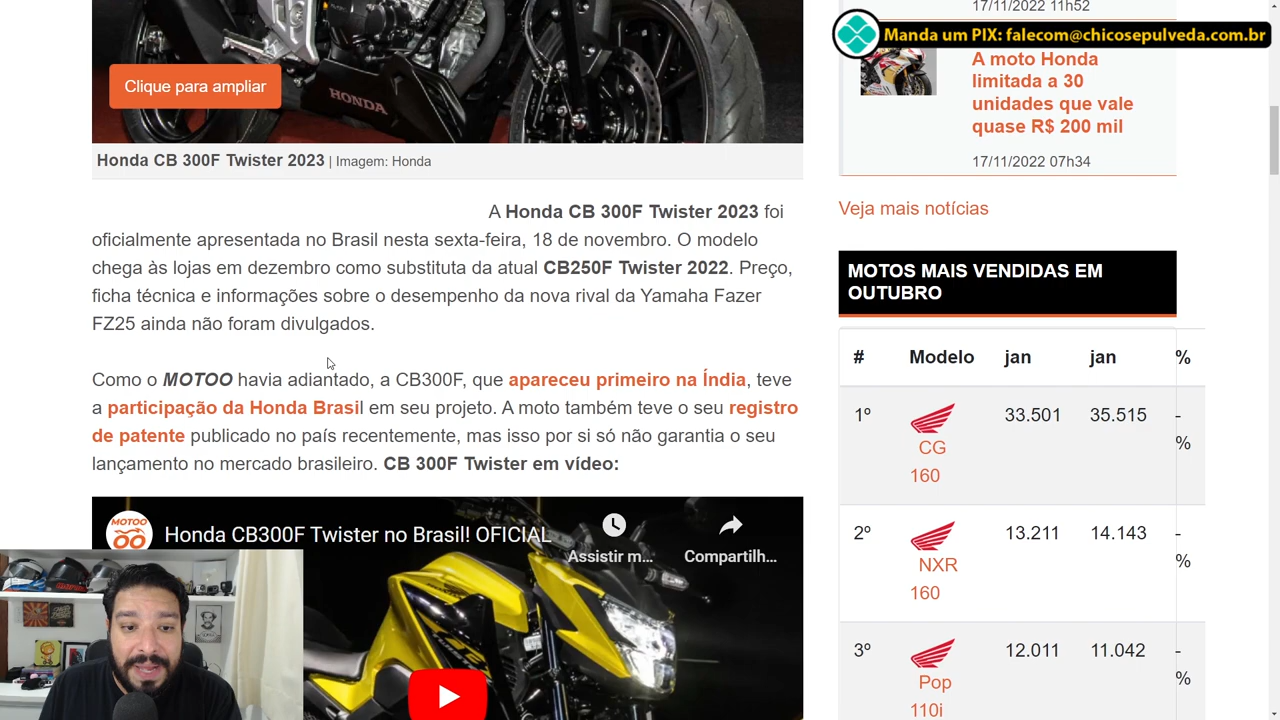 17/11/2022 11h52
Manda um PIX: falecom@chicosepulveda.com.br
Clique para ampliar
HONDA
Honda CB 300F Twister 2023 | Imagem: Honda
A Honda CB 300F Twister 2023 foi
oficialmente apresentada no Brasil nesta sexta-feira, 18 de novembro. O modelo
chega às lojas em dezembro como substituta da atual CB250F Twister 2022. Preço,
ficha técnica e informações sobre o desempenho da nova rival da Yamaha Fazer
FZ25 ainda não foram divulgados.
Como o MOTOO havia adiantado, a CB300F, que apareceu primeiro na Índia, teve
a participação da Honda Brasil em seu projeto. A moto também teve o seu registro
de patente publicado no país recentemente, mas isso por si só não garantia o seu
lançamento no mercado brasileiro. CB 300F Twister em vídeo:
MOTOO
Honda CB300F Twister no Brasil! OFICIAL
Assistir m...
Compartilh...
A moto Honda
limitada a 30
unidades que vale
quase R$ 200 mil
17/11/2022 07h34
Veja mais notícias
MOTOS MAIS VENDIDAS EM
OUTUBRO
# Modelo jan jan %
1º CG 160 33.501 35.515 -%
2º NXR 160 13.211 14.143 -%
3º Pop 110i 12.011 11.042 -%